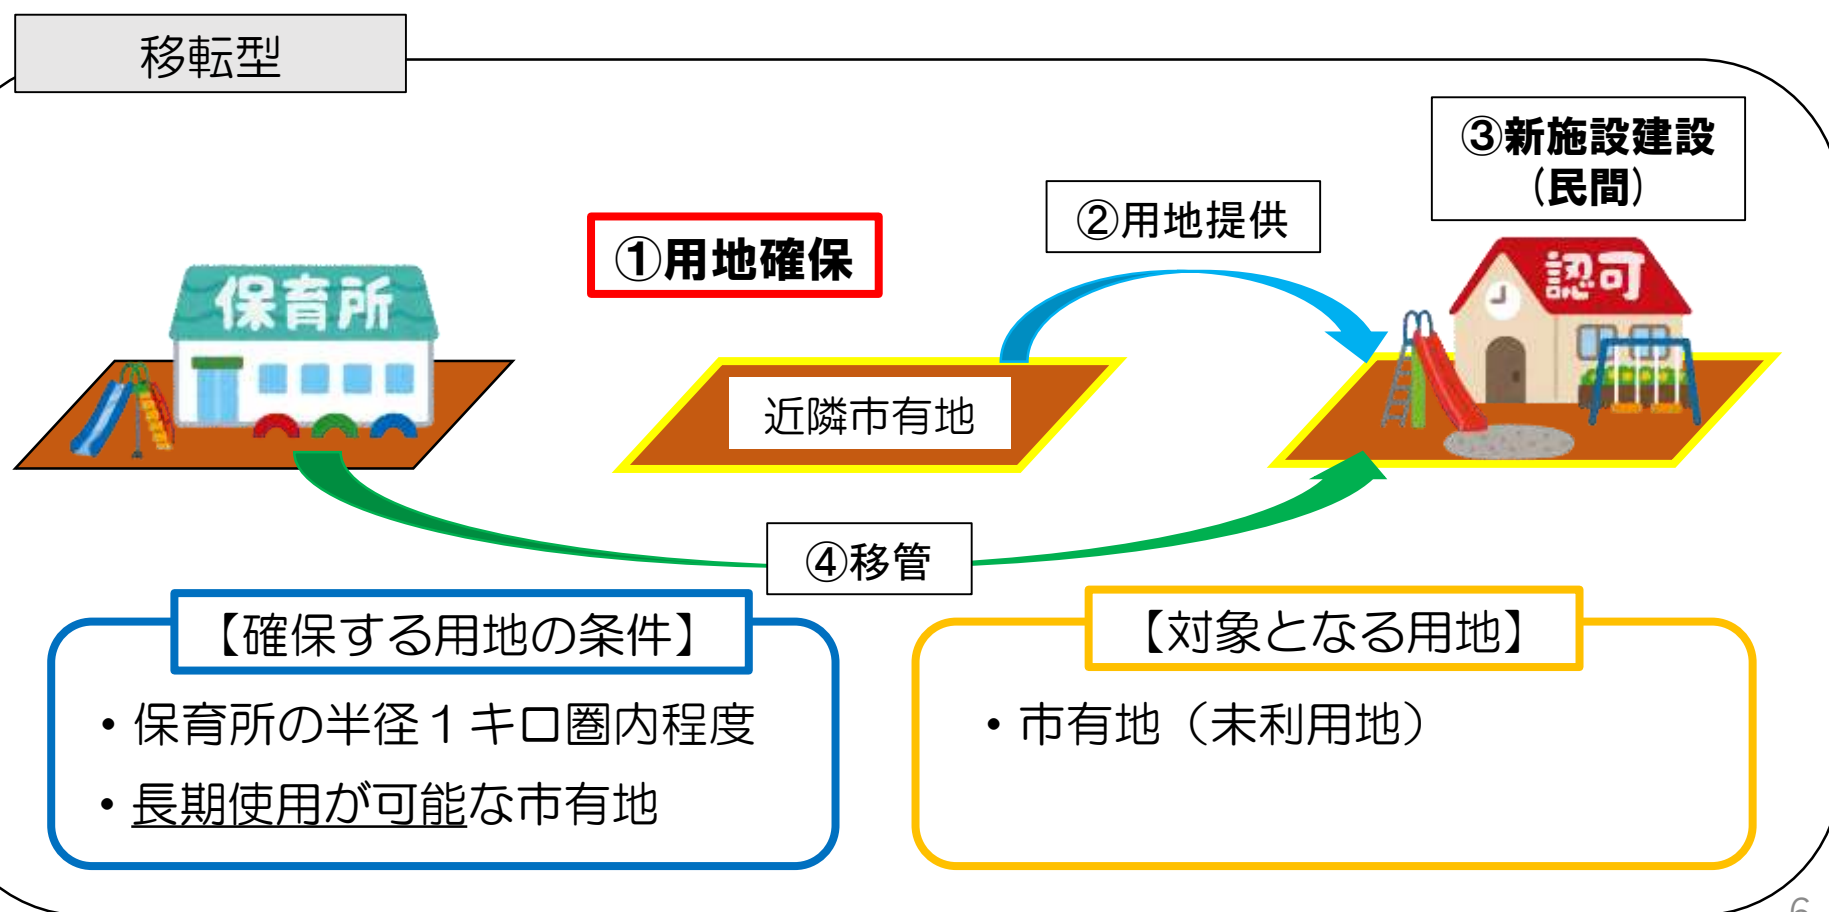 移転型
③新施設建設
(民間)
②用地提供
①用地確保
保育所
認可
近隣市有地
④移管
【確保する用地の条件】
・保育所の半径１キロ圏内程度
・長期使用が可能な市有地
【対象となる用地】
・市有地（未利用地）
6